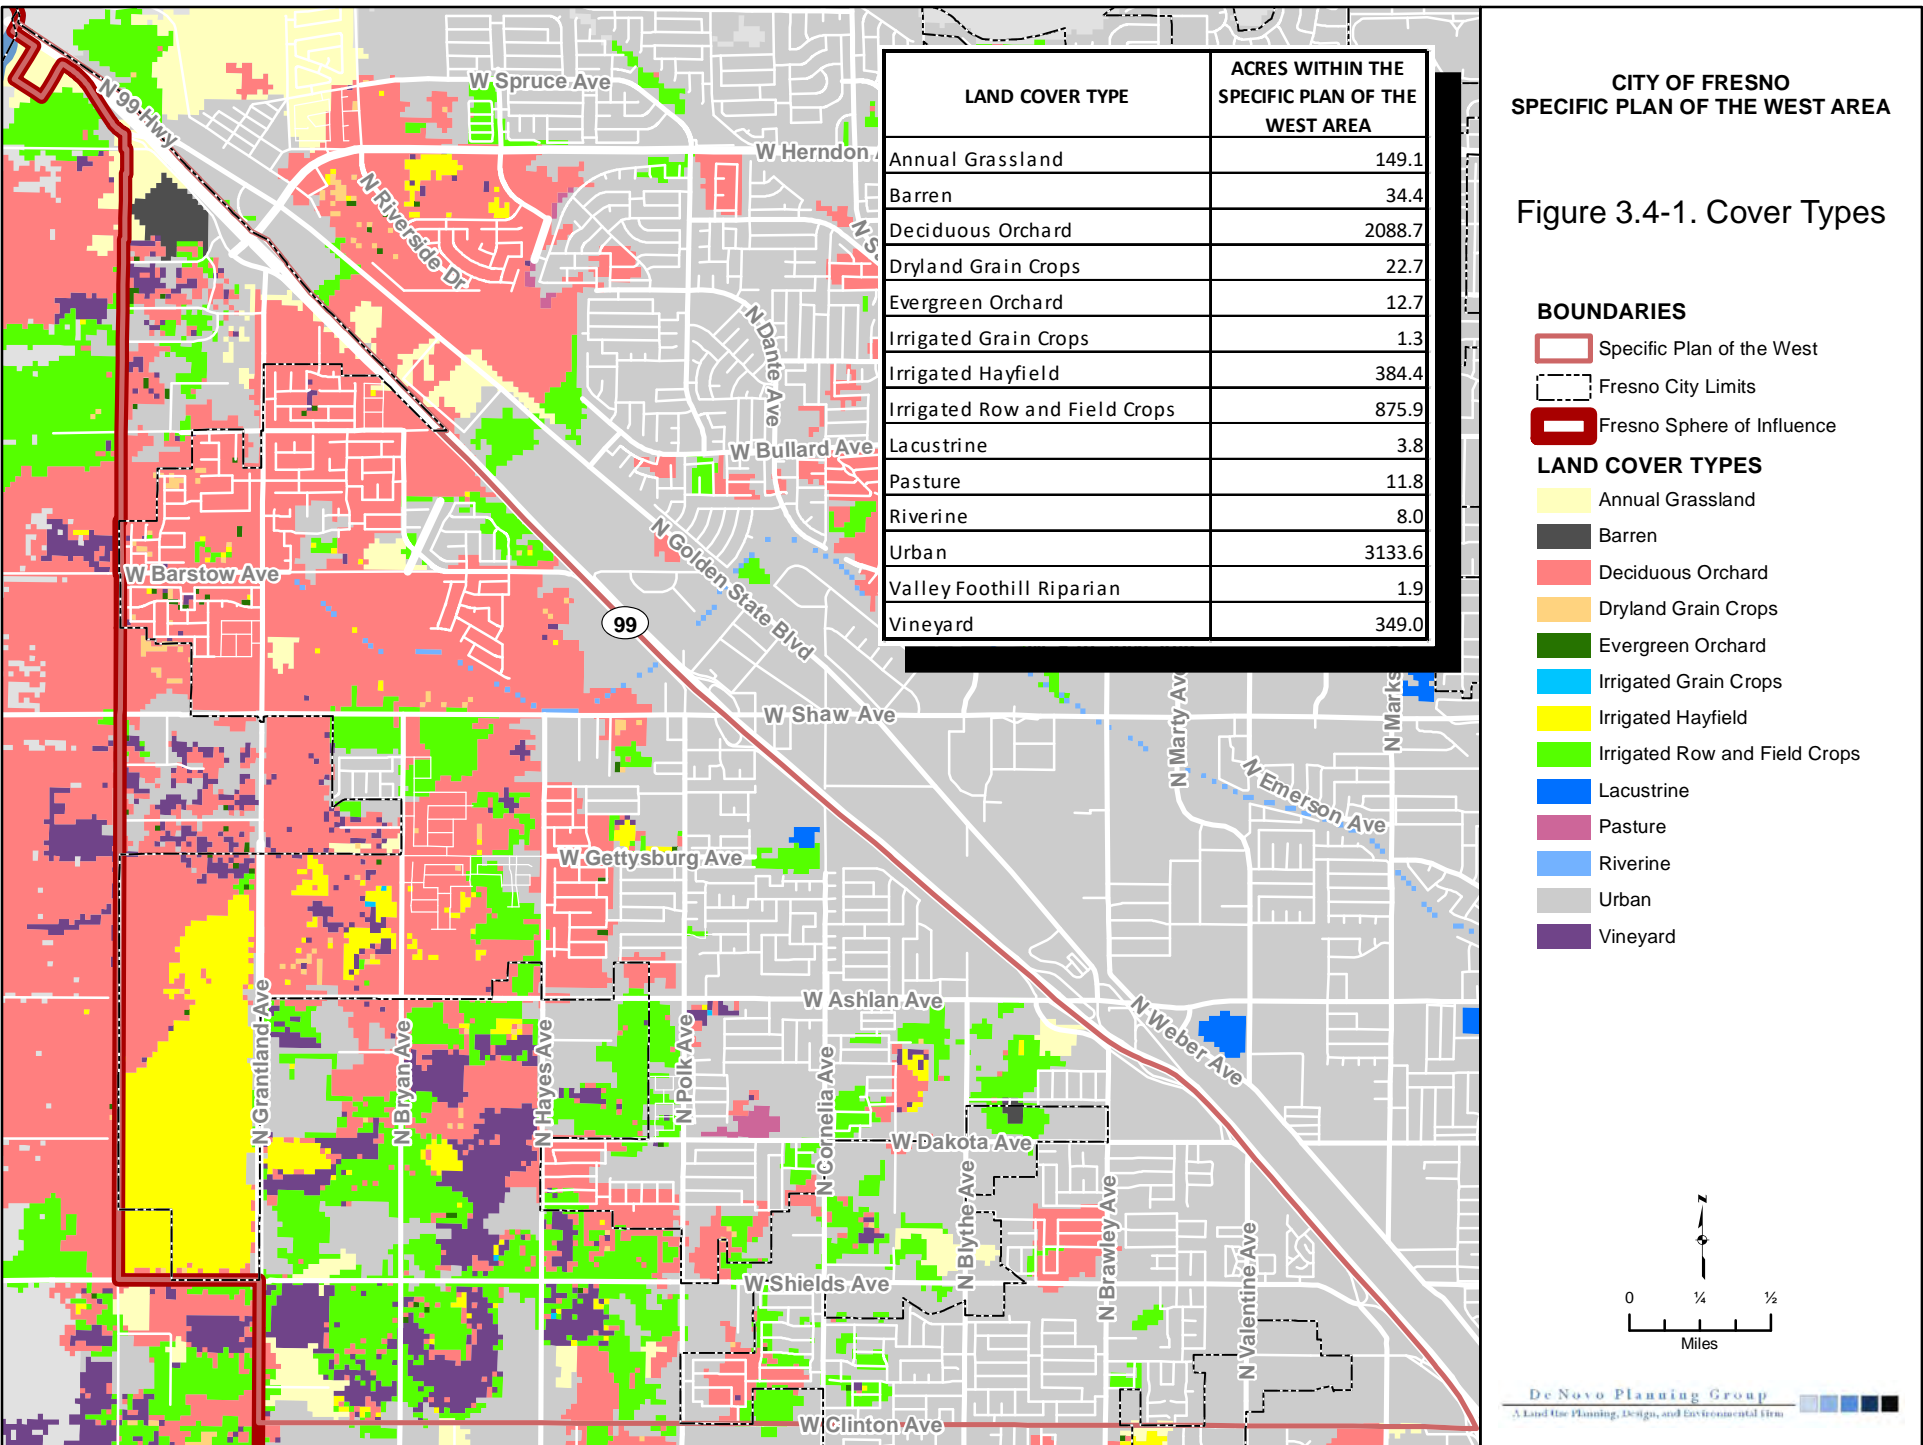 W Spruce Ave
N 99 Hwy
W Herndon
N Riverside Dr
N Dante Ave
W Bullard Ave
N Golden State Blvd
W Barstow Ave
99
W Shaw Ave
N Marty Ave
N Marks
N Emerson Ave
W Gettysburg Ave
W Ashlan Ave
N Weber Ave
N Grantland Ave
N Bryan Ave
N Hayes Ave
N Polk Ave
N Cornelia Ave
W Dakota Ave
N Blythe Ave
N Brawley Ave
N Valentine Ave
W Shields Ave
W Clinton Ave
LAND COVER TYPE
ACRES WITHIN THE
SPECIFIC PLAN OF THE
WEST AREA
Annual Grassland 149.1
Barren 34.4
Deciduous Orchard 2088.7
Dryland Grain Crops 22.7
Evergreen Orchard 12.7
Irrigated Grain Crops 1.3
Irrigated Hayfield 384.4
Irrigated Row and Field Crops 875.9
Lacustrine 3.8
Pasture 11.8
Riverine 8.0
Urban 3133.6
Valley Foothill Riparian 1.9
Vineyard 349.0
CITY OF FRESNO
SPECIFIC PLAN OF THE WEST AREA
Figure 3.4-1. Cover Types
BOUNDARIES
Specific Plan of the West
Fresno City Limits
Fresno Sphere of Influence
LAND COVER TYPES
Annual Grassland
Barren
Deciduous Orchard
Dryland Grain Crops
Evergreen Orchard
Irrigated Grain Crops
Irrigated Hayfield
Irrigated Row and Field Crops
Lacustrine
Pasture
Riverine
Urban
Vineyard
N
0 ¼ ½
Miles
De Novo Planning Group
A Land Use Planning, Design, and Environmental Firm